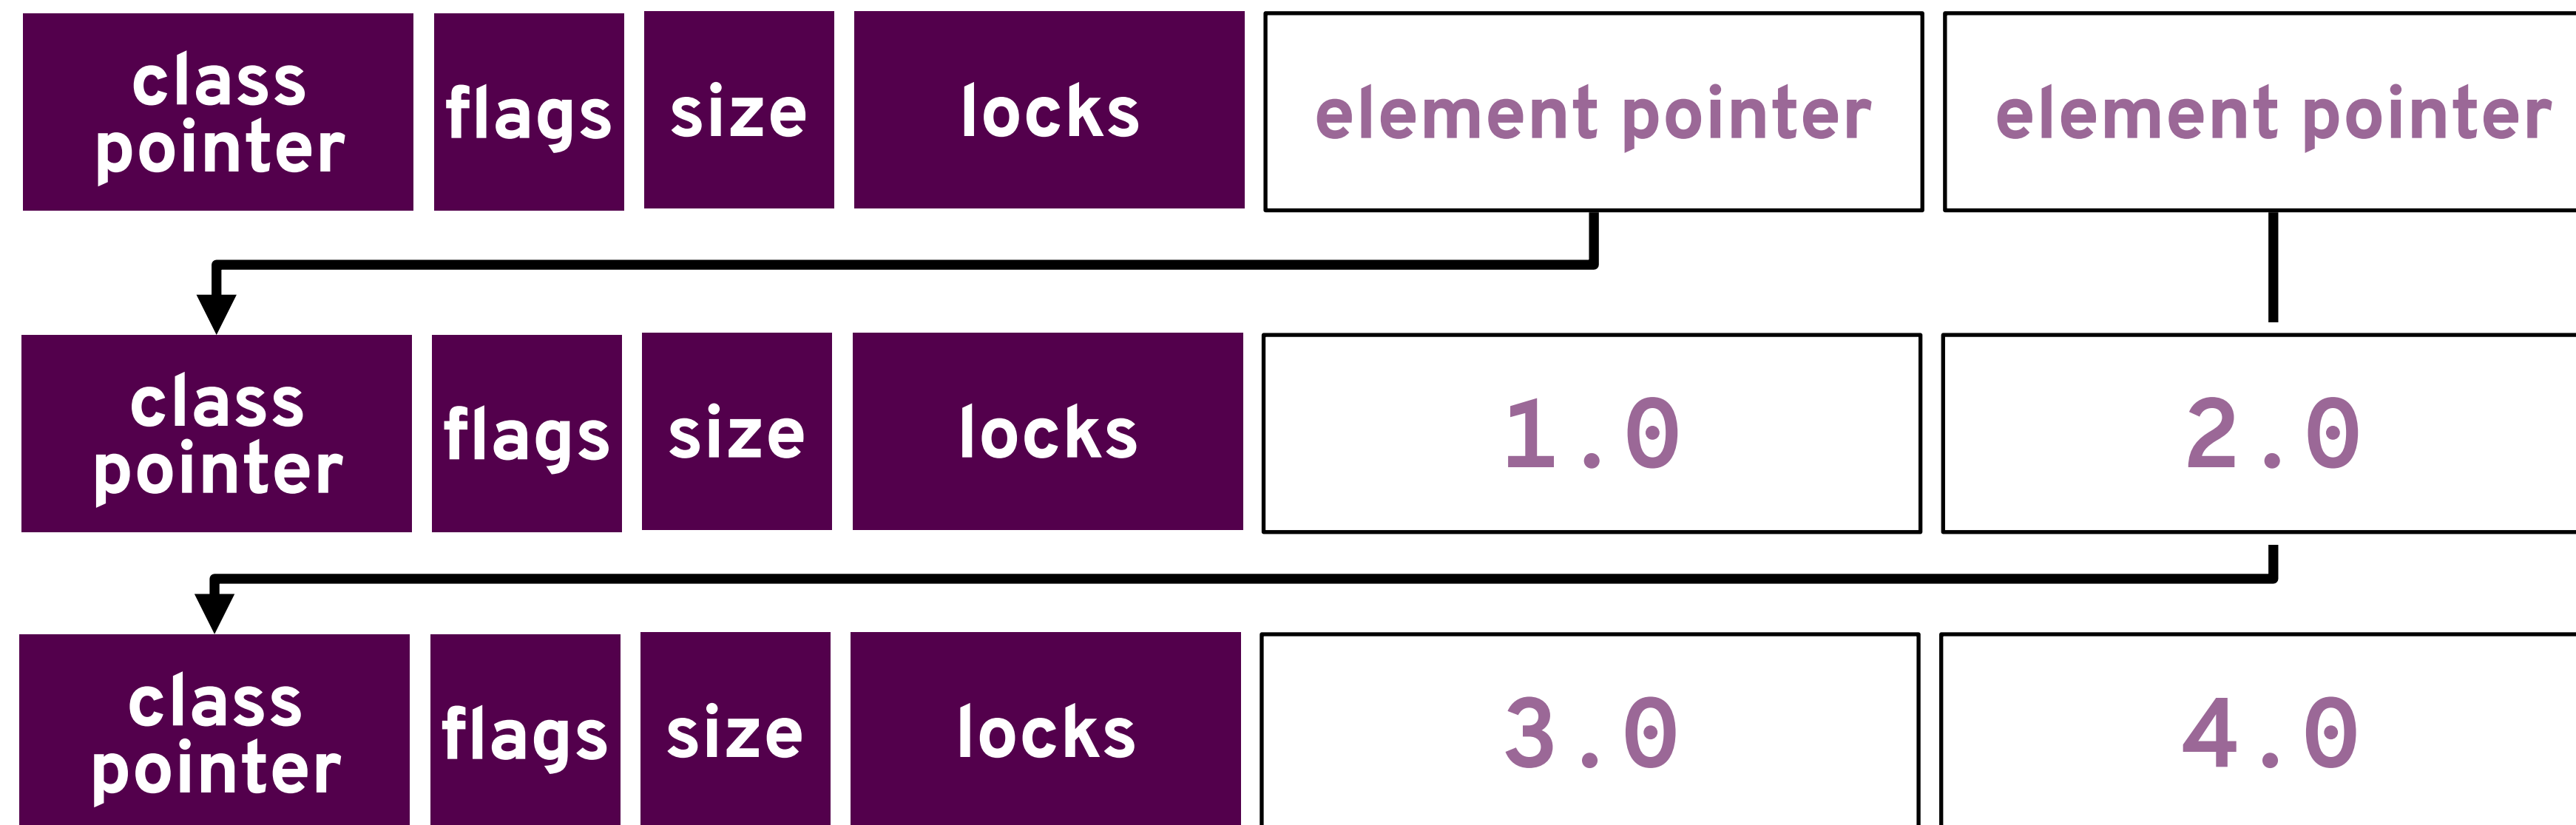 class
pointer
flags
size
locks
element pointer
element pointer
class
pointer
flags
size
locks
1.0
2.0
class
pointer
flags
size
locks
3.0
4.0